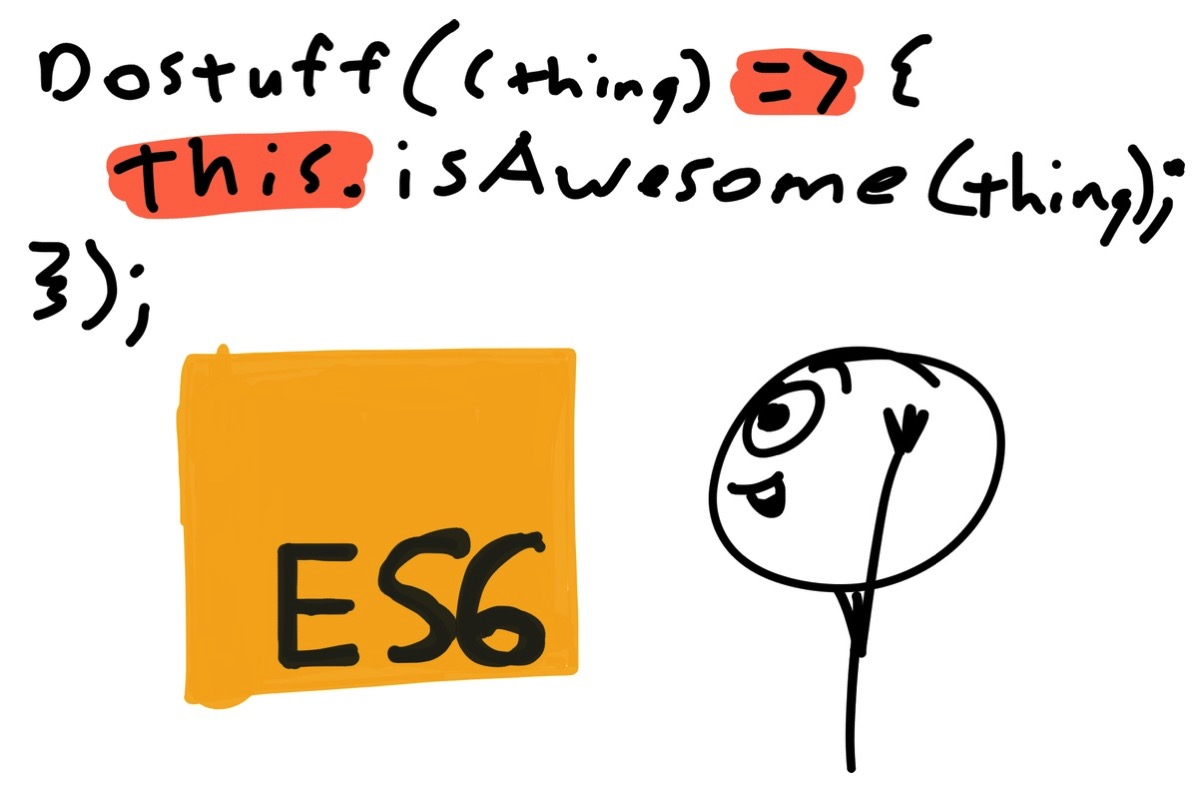 Dostuff((thing) => {
this.isAwesome(thing);
});
ES6